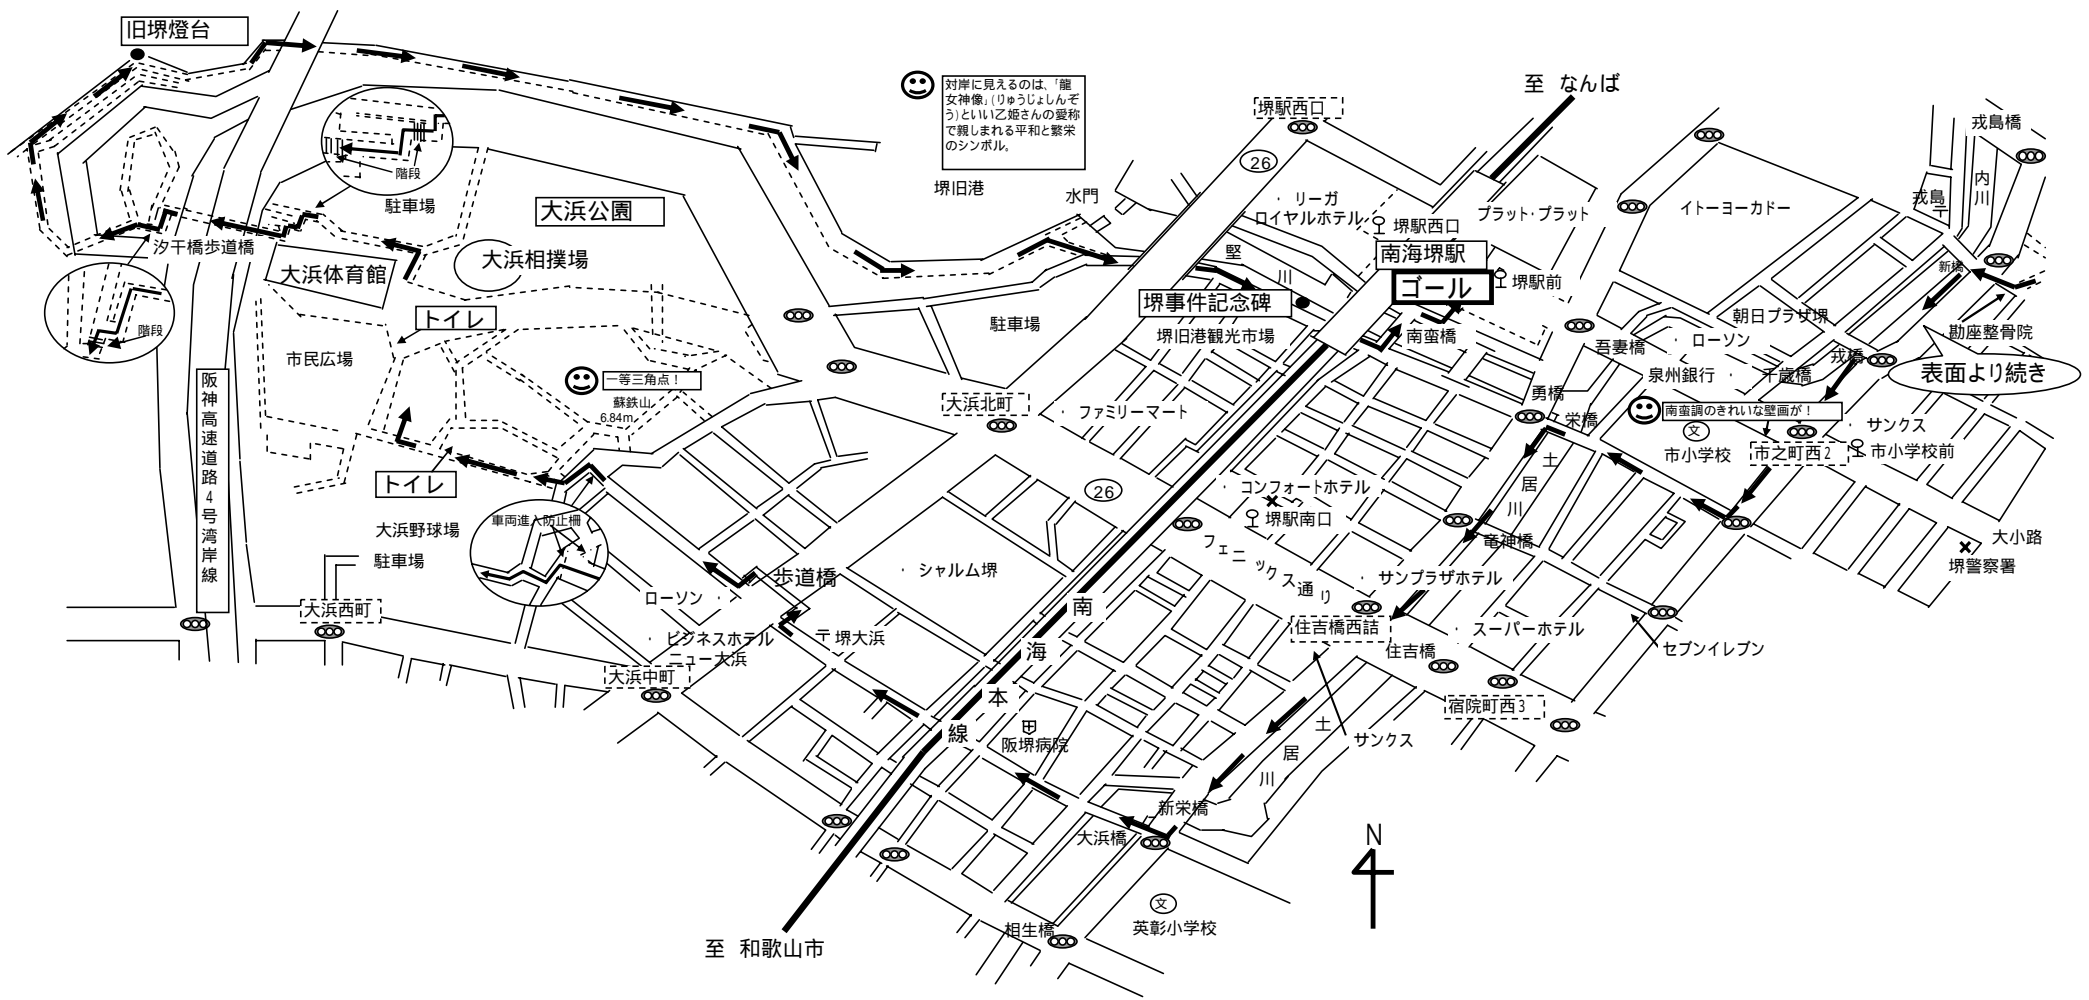 旧堺燈台
対岸に見えるのは、「龍
女神像」(りゅうじょしんぞ
う)といい乙姫さんの愛称
で親しまれる平和と繁栄
のシンボル。
至 なんば
堺駅西口
戎島橋
26
堺旧港
水門
階段
駐車場
大浜公園
汐干橋歩道橋
大浜体育館
大浜相撲場
リーガ
ロイヤルホテル
堺駅西口
プラット・プラット
イトーヨーカドー
内川
戎島
〒
南海堺駅
ゴール
堺駅前
竪川
新橋
堺事件記念碑
堺旧港観光市場
南蛮橋
駐車場
階段
トイレ
市民広場
朝日プラザ堺
勘座整骨院
ローソン
吾妻橋
戎橋
泉州銀行
千歳橋
表面より続き
一等三角点!
蘇鉄山
6.84m
大浜北町
ファミリーマート
勇橋
栄橋
南蛮調のきれいな壁画が!
文
市小学校
サンクス
市之町西2
市小学校前
阪神高速道路4号湾岸線
トイレ
大浜野球場
駐車場
車両進入防止柵
26
コンフォートホテル
堺駅南口
土居川
竜神橋
大小路
堺警察署
フェニックス通り
シャルム堺
歩道橋
ローソン
サンプラザホテル
大浜西町
ビジネスホテル
ニュー大浜
〒堺大浜
大浜中町
南海本線
住吉橋西詰
住吉橋
スーパーホテル
セブンイレブン
宿院町西3
サンクス
土居川
阪堺病院
新栄橋
大浜橋
N
文
英彰小学校
相生橋
至 和歌山市